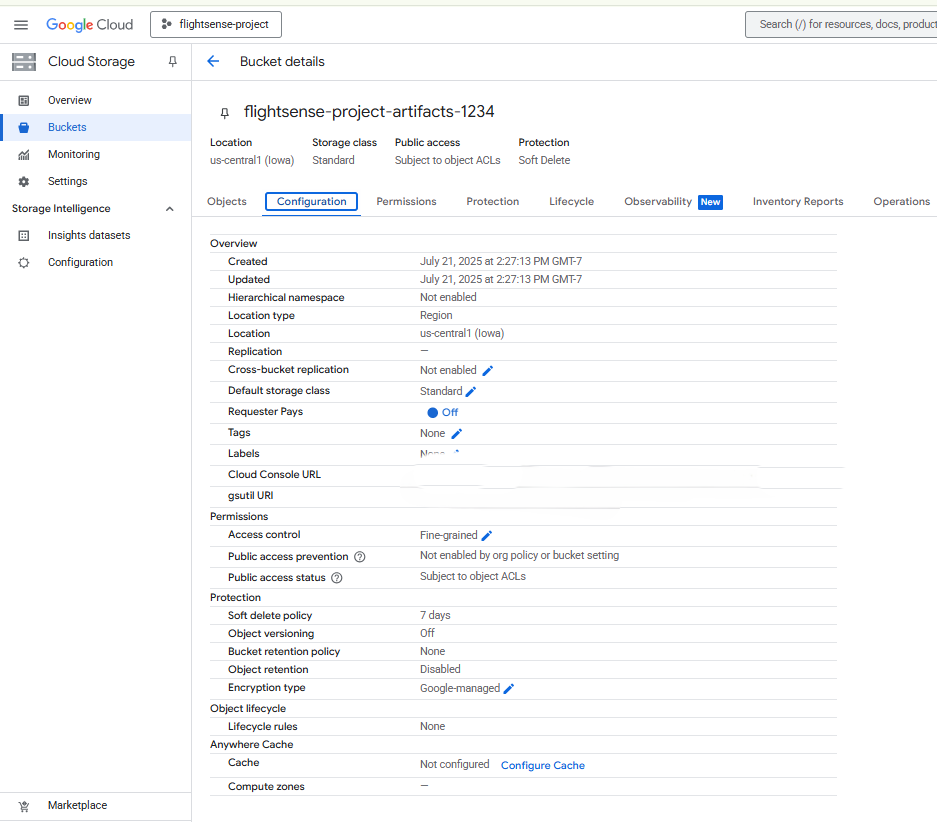 Google Cloud
flightsense-project
Search (/) for resources, docs, product
Cloud Storage
Bucket details
Overview
Buckets
Monitoring
Settings
Storage Intelligence
Insights datasets
Configuration
Marketplace
flightsense-project-artifacts-1234
Location Storage class Public access Protection
us-central1 (Iowa) Standard Subject to object ACLs Soft Delete
Objects Configuration Permissions Protection Lifecycle Observability New Inventory Reports Operations
Overview
Created July 21, 2025 at 2:27:13 PM GMT-7
Updated July 21, 2025 at 2:27:13 PM GMT-7
Hierarchical namespace Not enabled
Location type Region
Location us-central1 (Iowa)
Replication —
Cross-bucket replication Not enabled
Default storage class Standard
Requester Pays Off
Tags None
Labels
Cloud Console URL
gsutil URI
Permissions
Access control Fine-grained
Public access prevention Not enabled by org policy or bucket setting
Public access status Subject to object ACLs
Protection
Soft delete policy 7 days
Object versioning Off
Bucket retention policy None
Object retention Disabled
Encryption type Google-managed
Object lifecycle
Lifecycle rules None
Anywhere Cache
Cache Not configured Configure Cache
Compute zones —